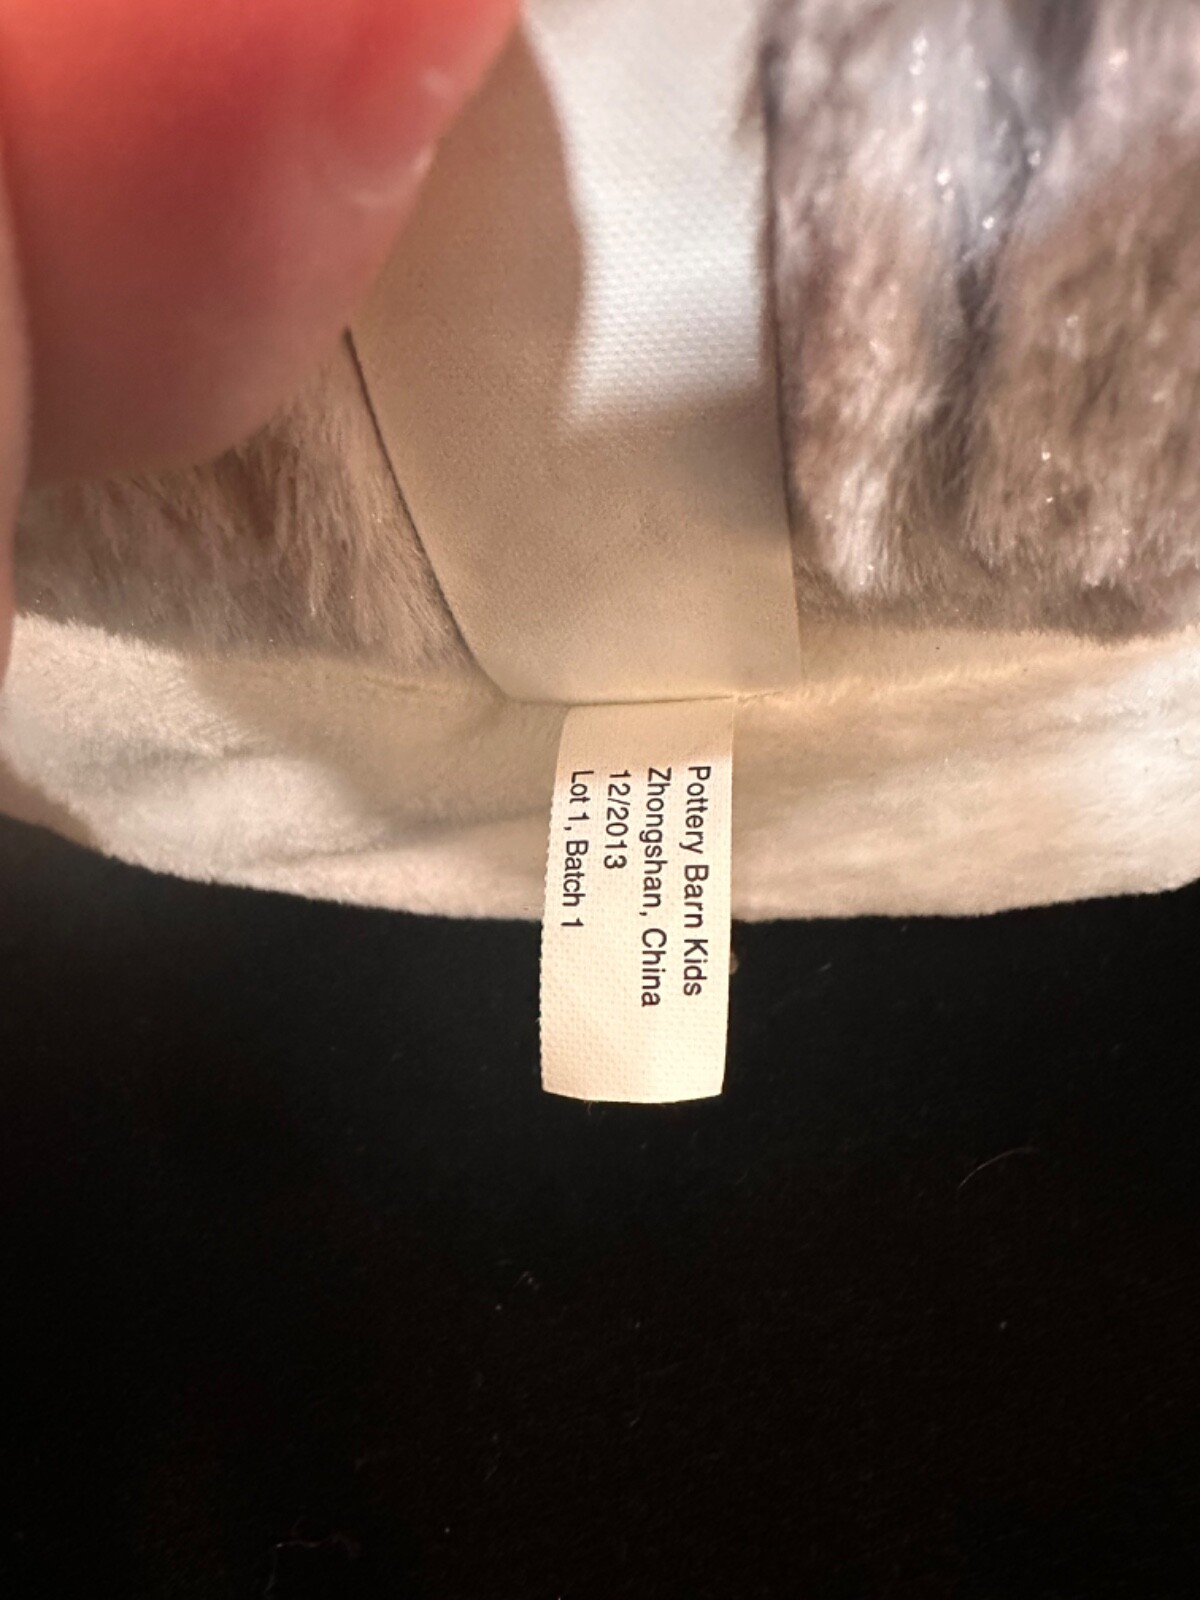 Pottery Barn Kids
Zhongshan, China
12/2013
Lot 1, Batch 1